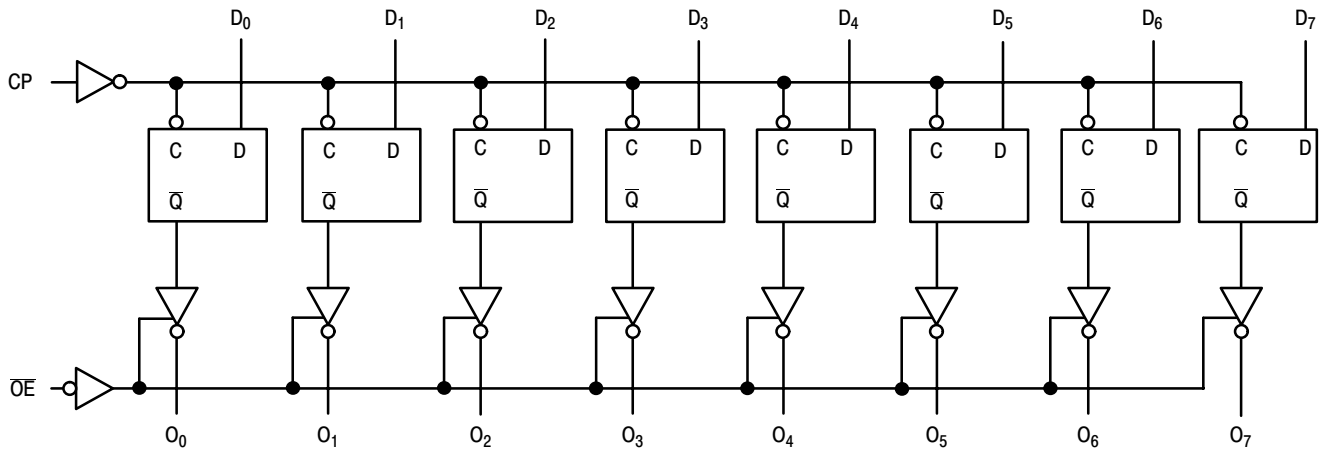 D₀ D₁ D₂ D₃ D₄ D₅ D₆ D₇
CP
C D C D C D C D C D C D C D C D
Q̅ Q̅ Q̅ Q̅ Q̅ Q̅ Q̅ Q̅
O̅E̅
O₀ O₁ O₂ O₃ O₄ O₅ O₆ O₇